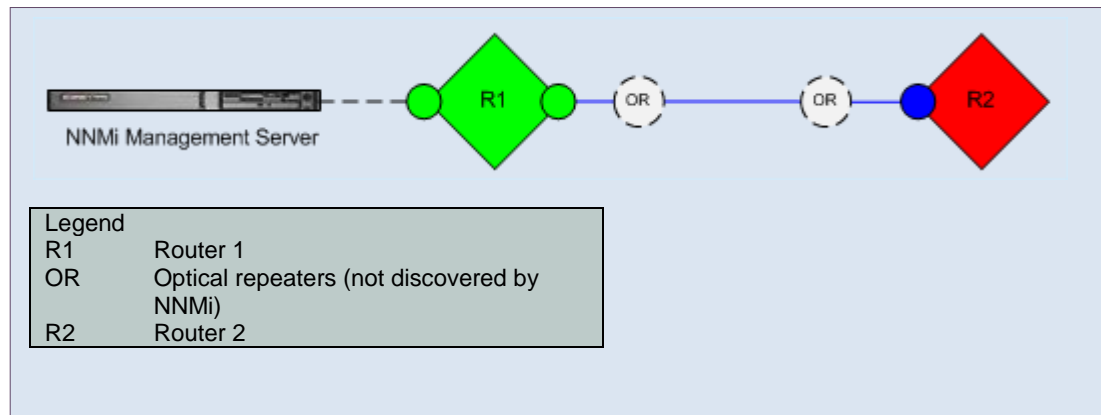 R1
OR
OR
R2
NNMi Management Server
Legend
R1 Router 1
OR Optical repeaters (not discovered by
NNMi)
R2 Router 2